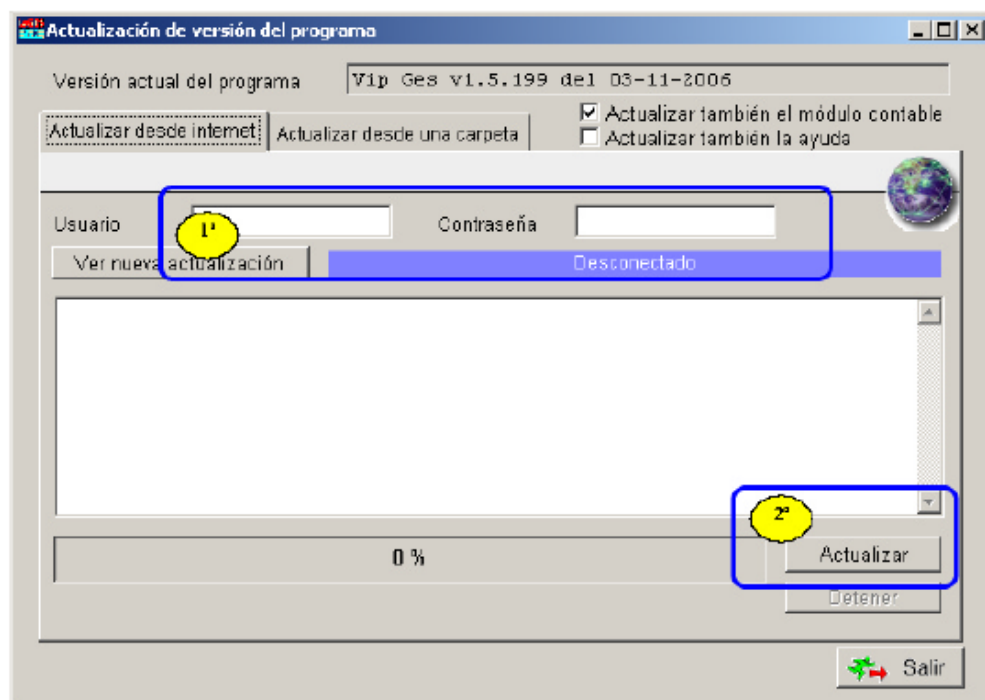 Actualización de versión del programa
Versión actual del programa Vip Ges v1.5.199 del 03-11-2006
Actualizar también el módulo contable
Actualizar desde internet Actualizar desde una carpeta
Actualizar también la ayuda
Usuario 1ª Contraseña
Ver nueva actualización Desconectado
2ª
0 % Actualizar
Detener
Salir